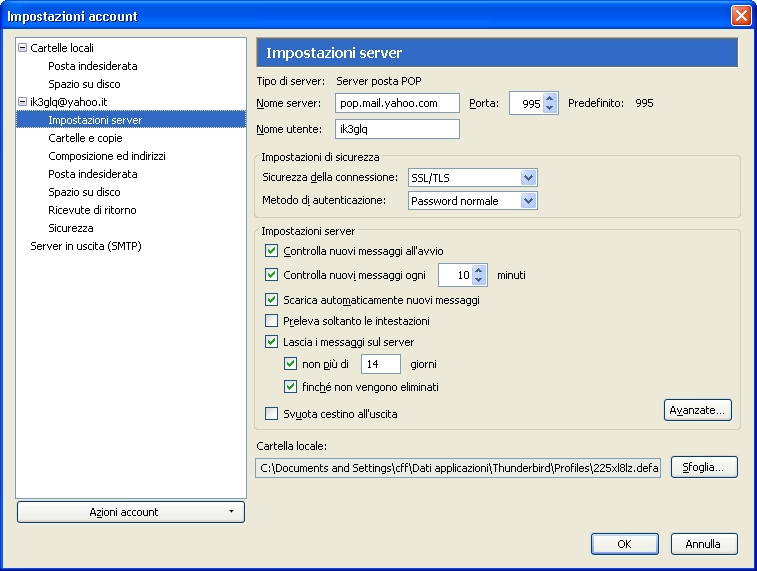 Impostazioni account
Cartelle locali
Posta indesiderata
Spazio su disco
ik3glq@yahoo.it
Impostazioni server
Cartelle e copie
Composizione ed indirizzi
Posta indesiderata
Spazio su disco
Ricevute di ritorno
Sicurezza
Server in uscita (SMTP)
Azioni account
Impostazioni server
Tipo di server: Server posta POP
Nome server: pop.mail.yahoo.com Porta: 995 Predefinito: 995
Nome utente: ik3glq
Impostazioni di sicurezza
Sicurezza della connessione: SSL/TLS
Metodo di autenticazione: Password normale
Impostazioni server
Controlla nuovi messaggi all'avvio
Controlla nuovi messaggi ogni 10 minuti
Scarica automaticamente nuovi messaggi
Preleva soltanto le intestazioni
Lascia i messaggi sul server
non più di 14 giorni
finché non vengono eliminati
Svuota cestino all'uscita
Avanzate...
Cartella locale:
C:\Documents and Settings\cff\Dati applicazioni\Thunderbird\Profiles\225xl8lz.defa
Sfoglia...
OK
Annulla